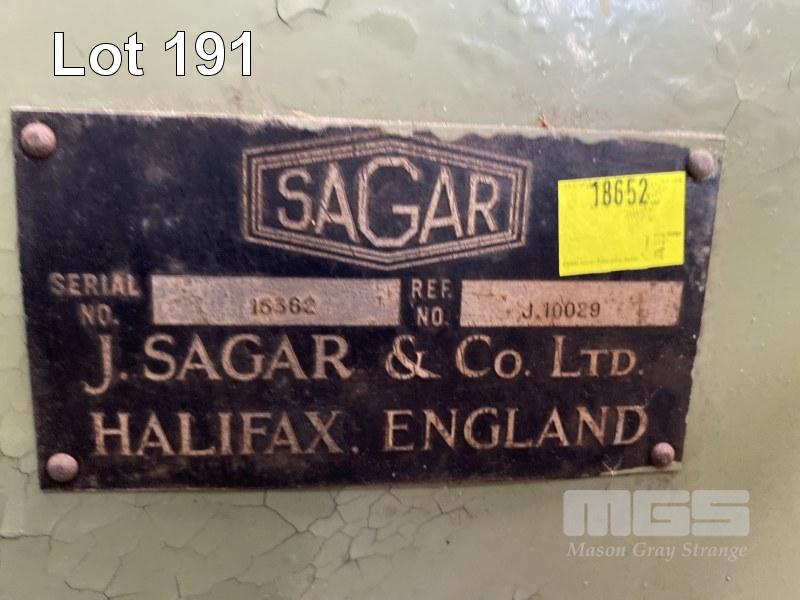 Lot 191
SAGAR
18652
SERIAL NO. 15362 REF. NO. J.10029
J. SAGAR & Co. LTD.
HALIFAX. ENGLAND
MGS
Mason Gray Strange